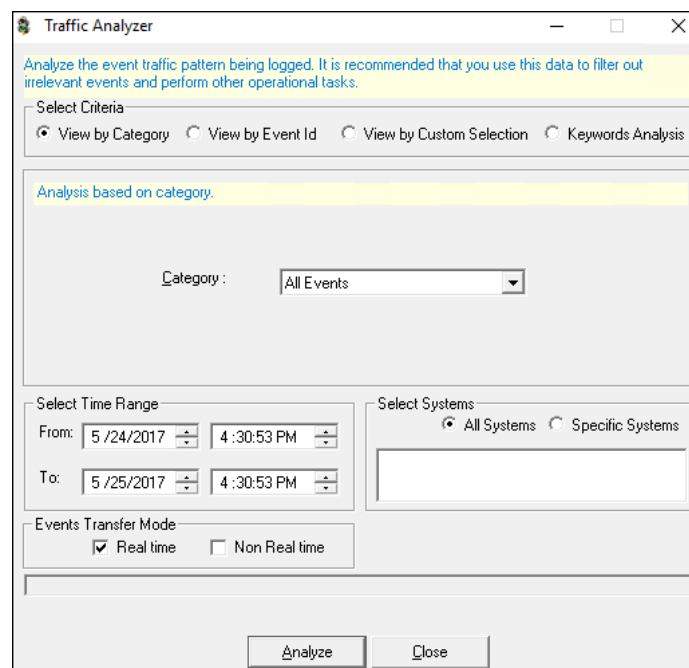 Traffic Analyzer
Analyze the event traffic pattern being logged. It is recommended that you use this data to filter out
irrelevant events and perform other operational tasks.
Select Criteria
View by Category View by Event Id View by Custom Selection Keywords Analysis
Analysis based on category.
Category : All Events
Select Time Range
From: 5 /24/2017 4 :30:53 PM
To: 5 /25/2017 4 :30:53 PM
Select Systems
All Systems Specific Systems
Events Transfer Mode
Real time Non Real time
Analyze Close